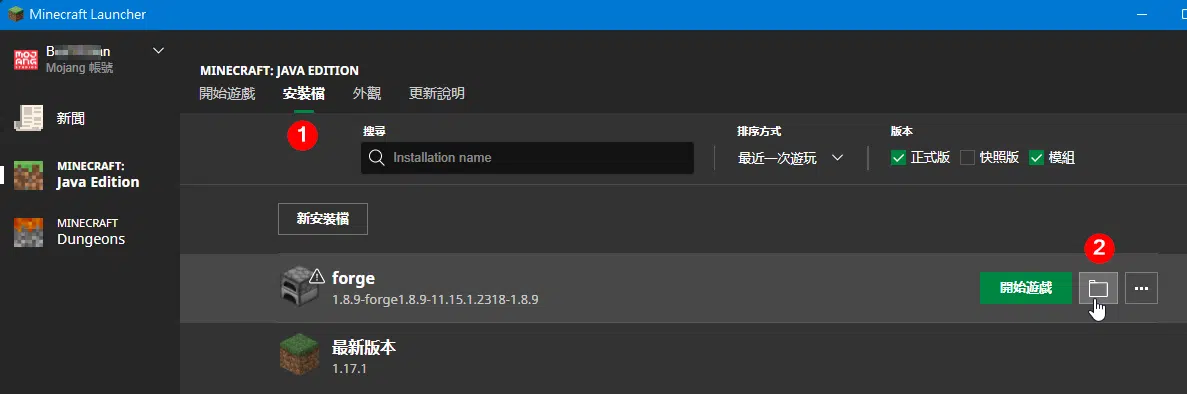 Minecraft Launcher
Mojang 帳號
新聞
MINECRAFT:
Java Edition
MINECRAFT
Dungeons
MINECRAFT: JAVA EDITION
開始遊戲 安裝檔 外觀 更新說明
1
搜尋 排序方式 版本
Installation name 最近一次遊玩 正式版 快照版 模組
新安裝檔
2
forge
1.8.9-forge1.8.9-11.15.1.2318-1.8.9
開始遊戲
最新版本
1.17.1